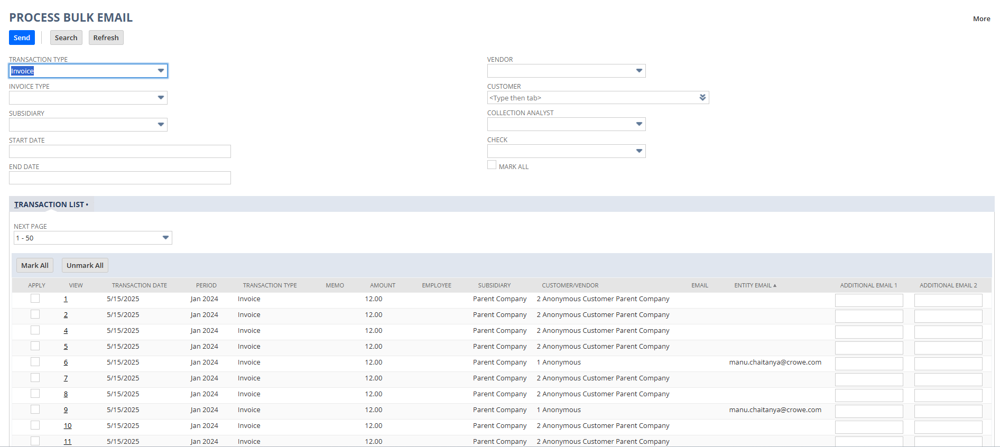 PROCESS BULK EMAIL
More
Send
Search
Refresh
TRANSACTION TYPE
Invoice
INVOICE TYPE
SUBSIDIARY
START DATE
END DATE
VENDOR
CUSTOMER
<Type then tab>
COLLECTION ANALYST
CHECK
MARK ALL
TRANSACTION LIST •
NEXT PAGE
1 - 50
Mark All
Unmark All
APPLY VIEW TRANSACTION DATE PERIOD TRANSACTION TYPE MEMO AMOUNT EMPLOYEE SUBSIDIARY CUSTOMER/VENDOR EMAIL ENTITY EMAIL ▲ ADDITIONAL EMAIL 1 ADDITIONAL EMAIL 2
1 5/15/2025 Jan 2024 Invoice 12.00 Parent Company 2 Anonymous Customer Parent Company
2 5/15/2025 Jan 2024 Invoice 12.00 Parent Company 2 Anonymous Customer Parent Company
4 5/15/2025 Jan 2024 Invoice 12.00 Parent Company 2 Anonymous Customer Parent Company
5 5/15/2025 Jan 2024 Invoice 12.00 Parent Company 2 Anonymous Customer Parent Company
6 5/15/2025 Jan 2024 Invoice 12.00 Parent Company 1 Anonymous manu.chaitanya@crowe.com
7 5/15/2025 Jan 2024 Invoice 12.00 Parent Company 2 Anonymous Customer Parent Company
8 5/15/2025 Jan 2024 Invoice 12.00 Parent Company 2 Anonymous Customer Parent Company
9 5/15/2025 Jan 2024 Invoice 12.00 Parent Company 1 Anonymous manu.chaitanya@crowe.com
10 5/15/2025 Jan 2024 Invoice 12.00 Parent Company 2 Anonymous Customer Parent Company
11 5/15/2025 Jan 2024 Invoice 12.00 Parent Company 2 Anonymous Customer Parent Company